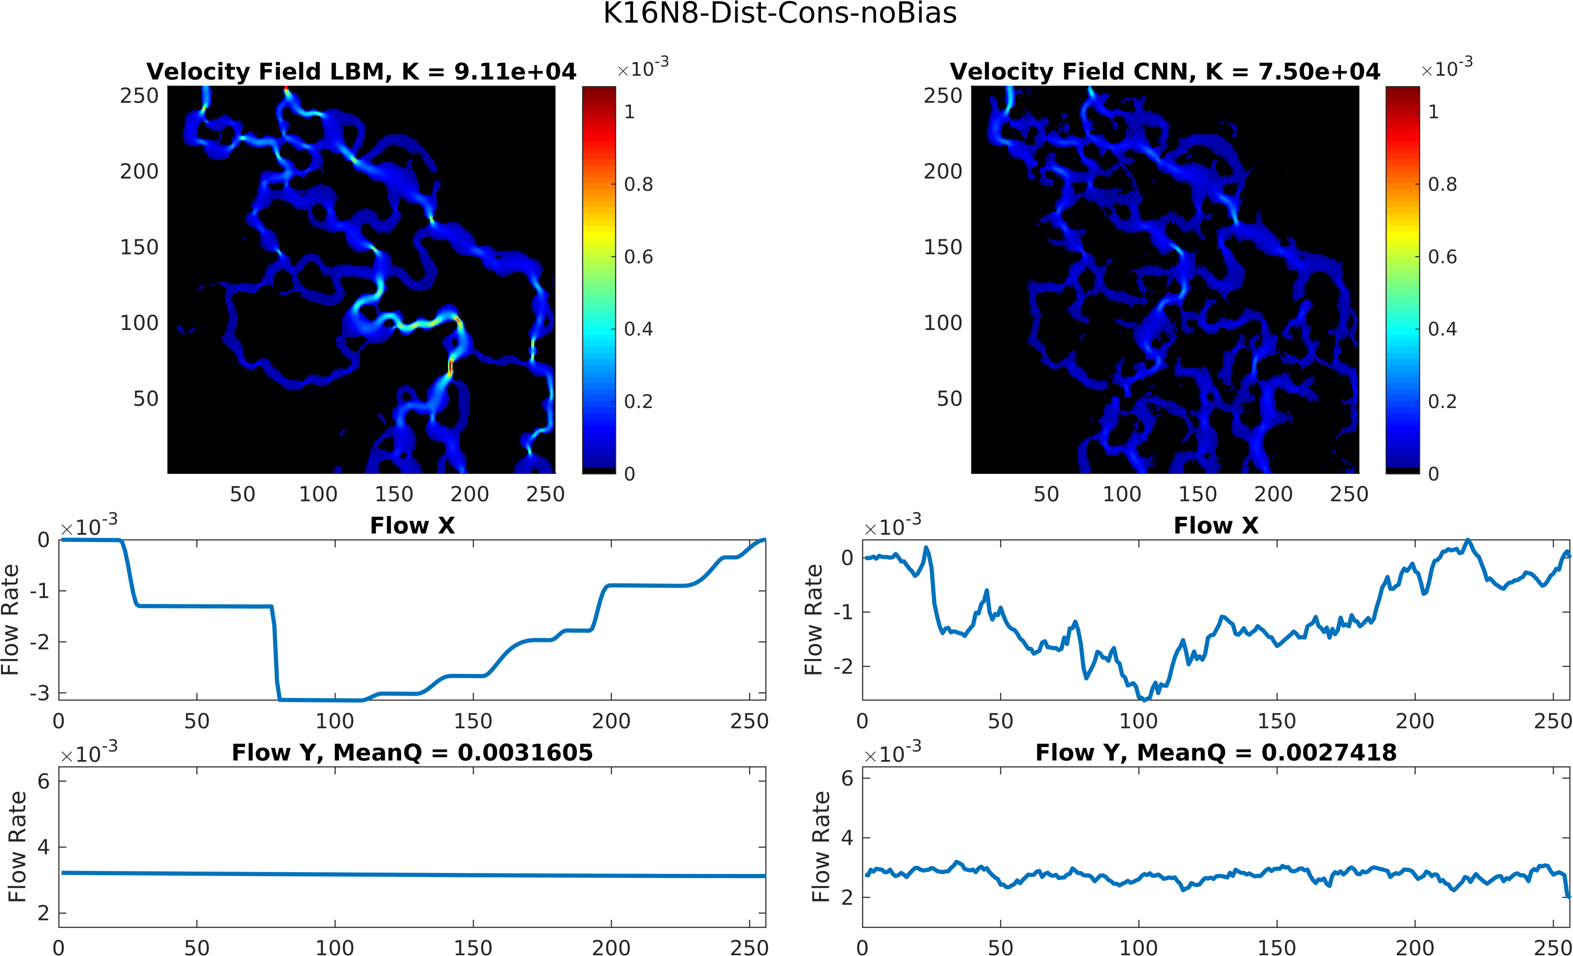 K16N8-Dist-Cons-noBias
Velocity Field LBM, K = 9.11e+04
×10-3
250
200
150
100
50
50 100 150 200 250
1
0.8
0.6
0.4
0.2
0
Velocity Field CNN, K = 7.50e+04
×10-3
250
200
150
100
50
50 100 150 200 250
1
0.8
0.6
0.4
0.2
0
×10-3
Flow X
Flow Rate
0
-1
-2
-3
0 50 100 150 200 250
×10-3
Flow X
Flow Rate
0
-1
-2
0 50 100 150 200 250
×10-3
Flow Y, MeanQ = 0.0031605
Flow Rate
6
4
2
0 50 100 150 200 250
×10-3
Flow Y, MeanQ = 0.0027418
Flow Rate
6
4
2
0 50 100 150 200 250